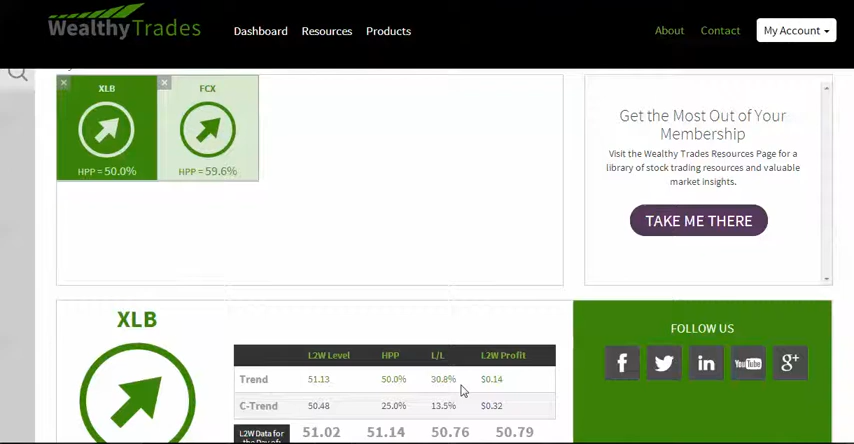 WealthyTrades
Dashboard Resources Products
About Contact My Account
XLB
HPP = 50.0%
FCX
HPP = 59.6%
Get the Most Out of Your
Membership
Visit the Wealthy Trades Resources Page for a
library of stock trading resources and valuable
market insights.
TAKE ME THERE
XLB
L2W Level HPP L/L L2W Profit
Trend 51.13 50.0% 30.8% $0.14
C-Trend 50.48 25.0% 13.5% $0.32
L2W Data for
51.02 51.14 50.76 50.79
FOLLOW US
f
in
You Tube
g+